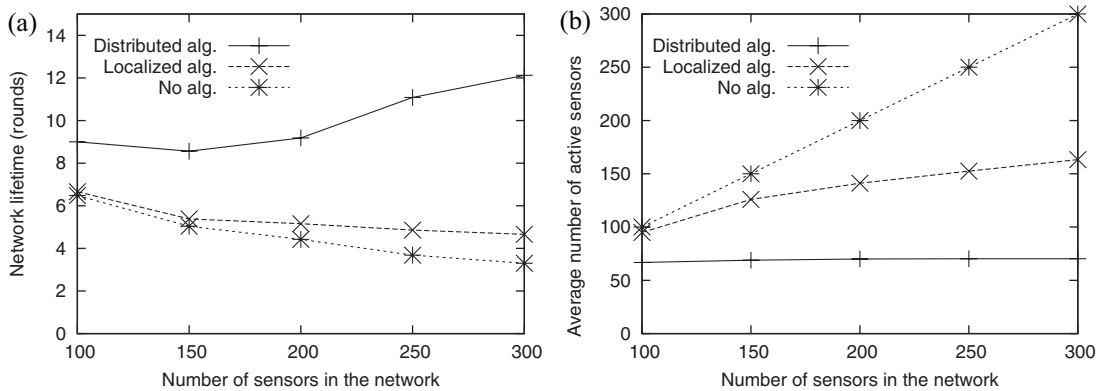 (a)
Network lifetime (rounds)
14
12
10
8
6
4
2
0
Distributed alg.
Localized alg.
No alg.
100 150 200 250 300
Number of sensors in the network
(b)
Average number of active sensors
300
250
200
150
100
50
0
Distributed alg.
Localized alg.
No alg.
100 150 200 250 300
Number of sensors in the network